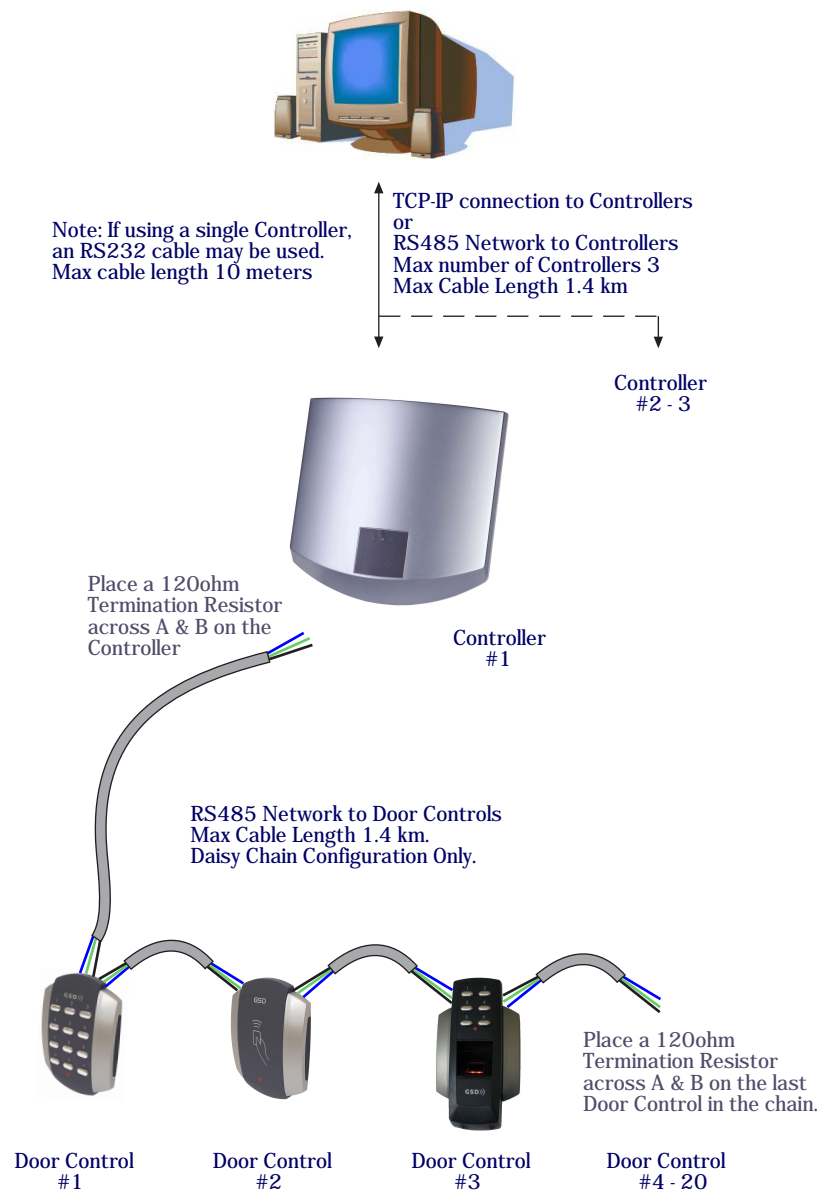 TCP-IP connection to Controllers
or
RS485 Network to Controllers
Max number of Controllers 3
Max Cable Length 1.4 km
Note: If using a single Controller,
an RS232 cable may be used.
Max cable length 10 meters
Controller
#2 - 3
Place a 120ohm
Termination Resistor
across A & B on the
Controller
Controller
#1
RS485 Network to Door Controls
Max Cable Length 1.4 km.
Daisy Chain Configuration Only.
GSD
GSD
GSD
Place a 120ohm
Termination Resistor
across A & B on the last
Door Control in the chain.
Door Control
#1
Door Control
#2
Door Control
#3
Door Control
#4 - 20